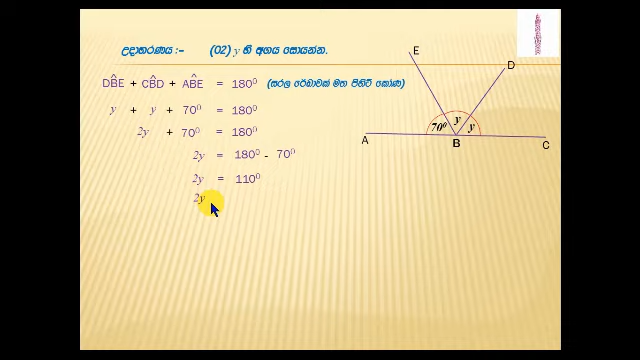 උදාහරණය :- (02) y හි අගය සොයන්න.
DB̂E + CB̂D + AB̂E = 180⁰ (සරල රේඛාවක් මත පිහිටි කෝණ)
y + y + 70⁰ = 180⁰
2y + 70⁰ = 180⁰
2y = 180⁰ - 70⁰
2y = 110⁰
2y
E
D
70⁰ y y
A B C